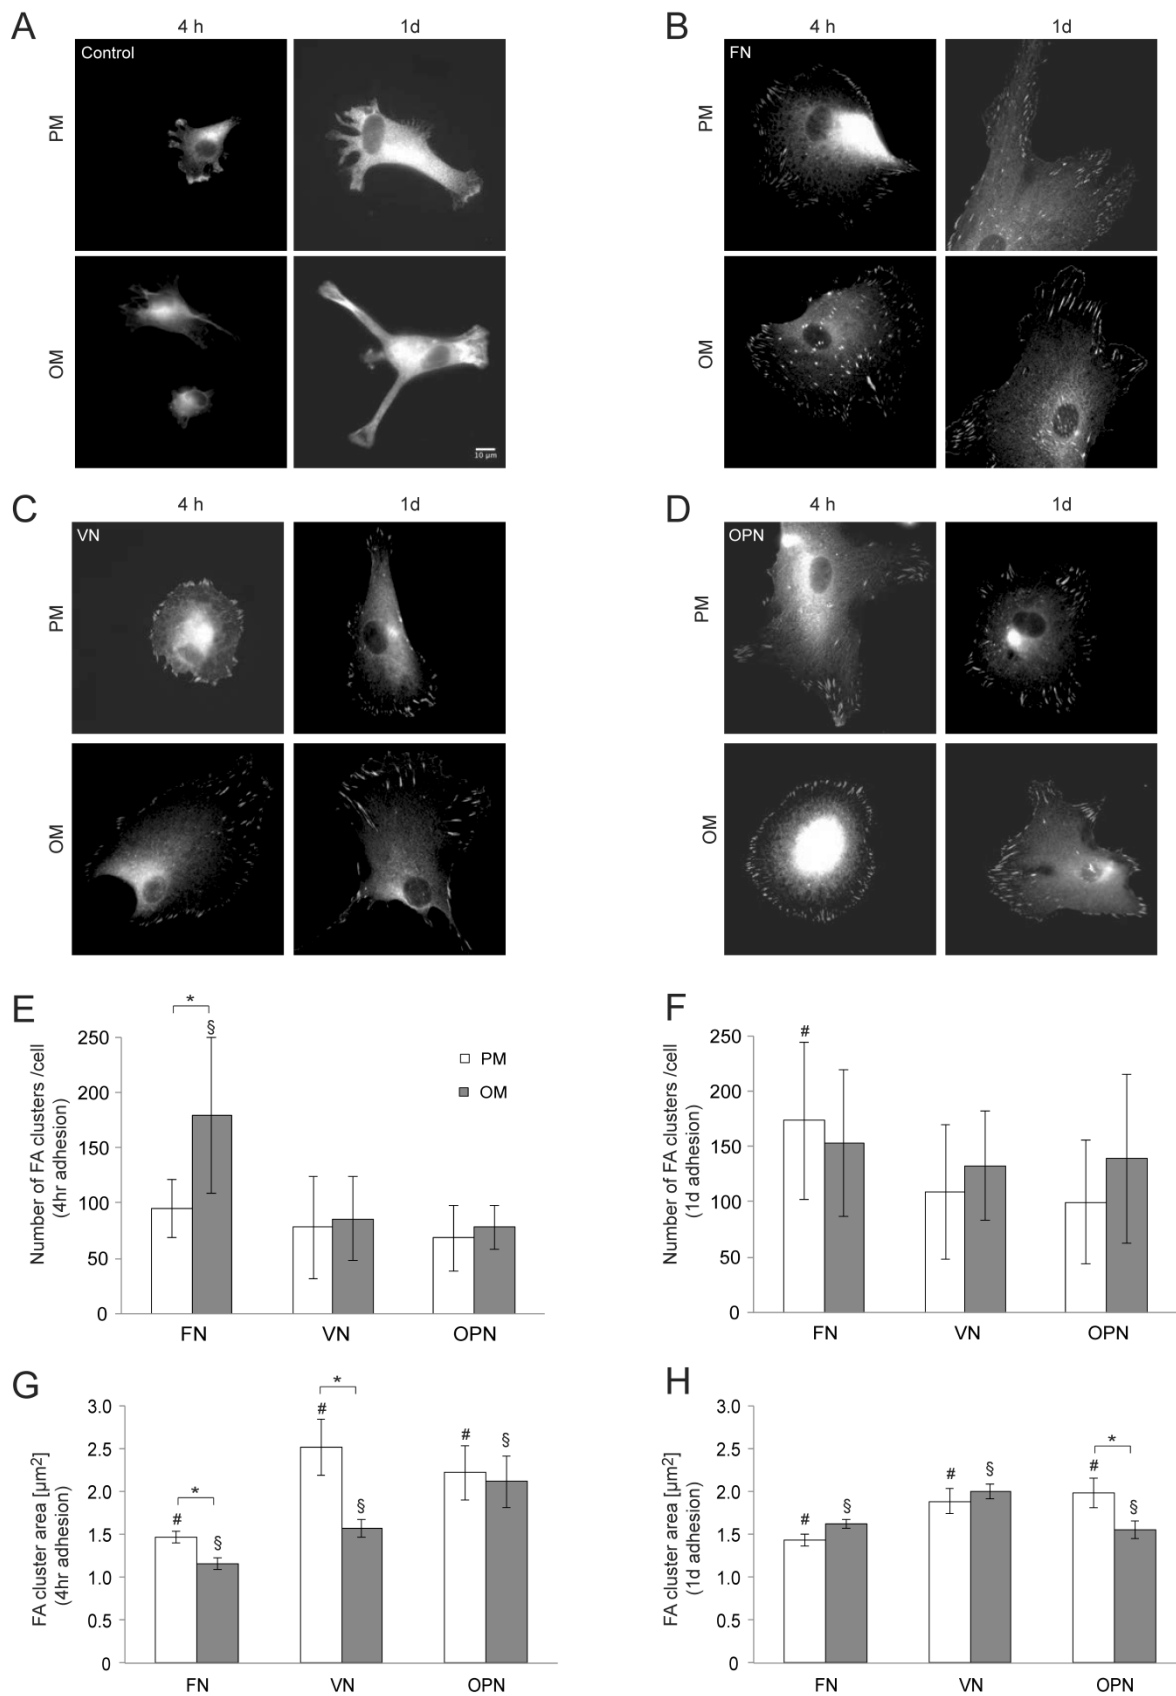 A
4 h
1d
Control
PM
OM
10 µm
B
4 h
1d
FN
PM
OM
C
4 h
1d
VN
PM
OM
D
4 h
1d
OPN
PM
OM
E
Number of FA clusters /cell
(4hr adhesion)
250
200
150
100
50
0
*
§
PM
OM
FN VN OPN
F
Number of FA clusters /cell
(1d adhesion)
250
200
150
100
50
0
#
FN VN OPN
G
FA cluster area [µm²]
(4hr adhesion)
3.0
2.5
2.0
1.5
1.0
0.5
0
*
# §
*
# §
# §
FN VN OPN
H
FA cluster area [µm²]
(1d adhesion)
3.0
2.5
2.0
1.5
1.0
0.5
0
# §
# §
*
# §
FN VN OPN